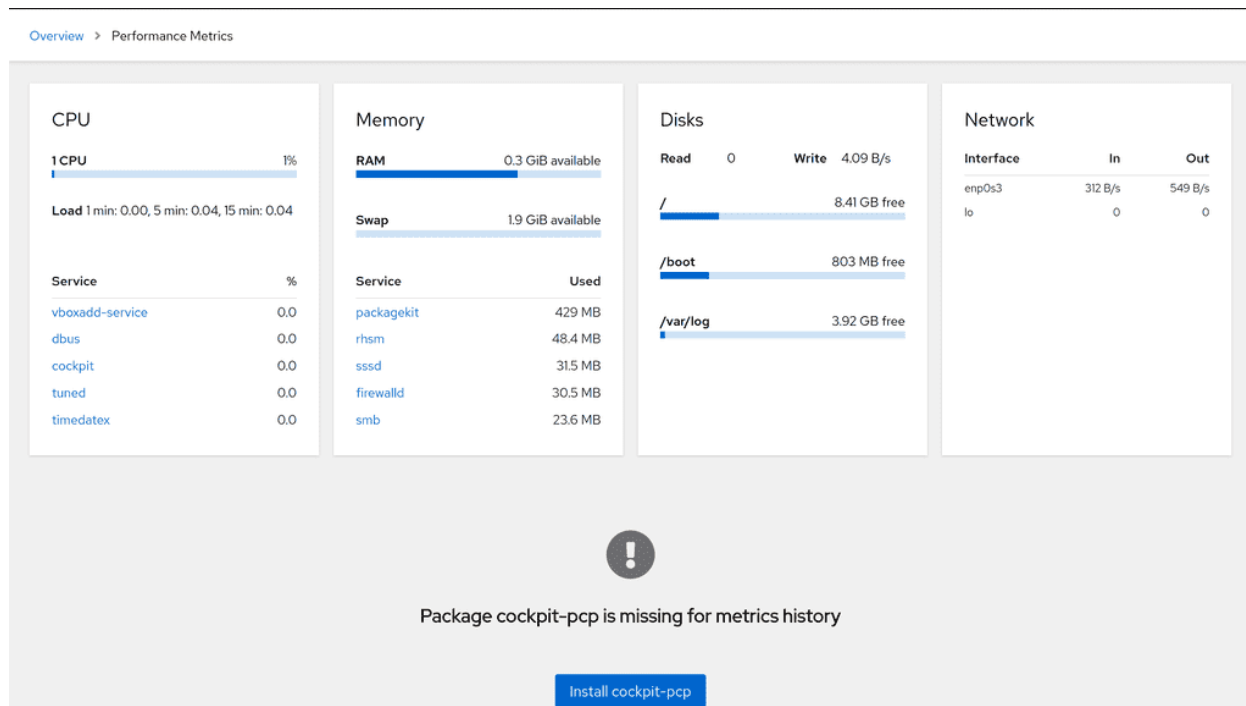 Overview > Performance Metrics
CPU
1 CPU 1%
Load 1 min: 0.00, 5 min: 0.04, 15 min: 0.04
Service %
vboxadd-service 0.0
dbus 0.0
cockpit 0.0
tuned 0.0
timedatex 0.0
Memory
RAM 0.3 GiB available
Swap 1.9 GiB available
Service Used
packagekit 429 MB
rhsm 48.4 MB
sssd 31.5 MB
firewalld 30.5 MB
smb 23.6 MB
Disks
Read 0 Write 4.09 B/s
/ 8.41 GB free
/boot 803 MB free
/var/log 3.92 GB free
Network
Interface In Out
enp0s3 312 B/s 549 B/s
lo 0 0
Package cockpit-pcp is missing for metrics history
Install cockpit-pcp